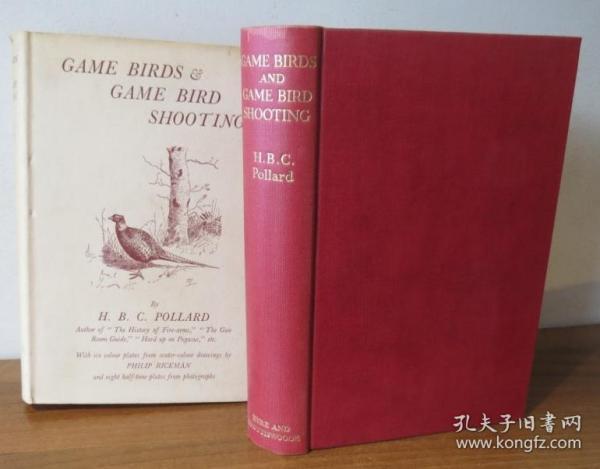 GAME BIRDS &
GAME BIRD
SHOOTING
By
H. B. C. POLLARD
Author of "The History of Fire-arms," "The Gun
Room Guide," "Hard up on Pegasus," etc.
With six colour plates from water-colour drawings by
PHILIP RICKMAN
and eight half-tone plates from photographs
GAME BIRDS
AND
GAME BIRD
SHOOTING
H.B.C.
Pollard
EYRE AND
SPOTTISWOODE
孔夫子旧书网
www.kongfz.com